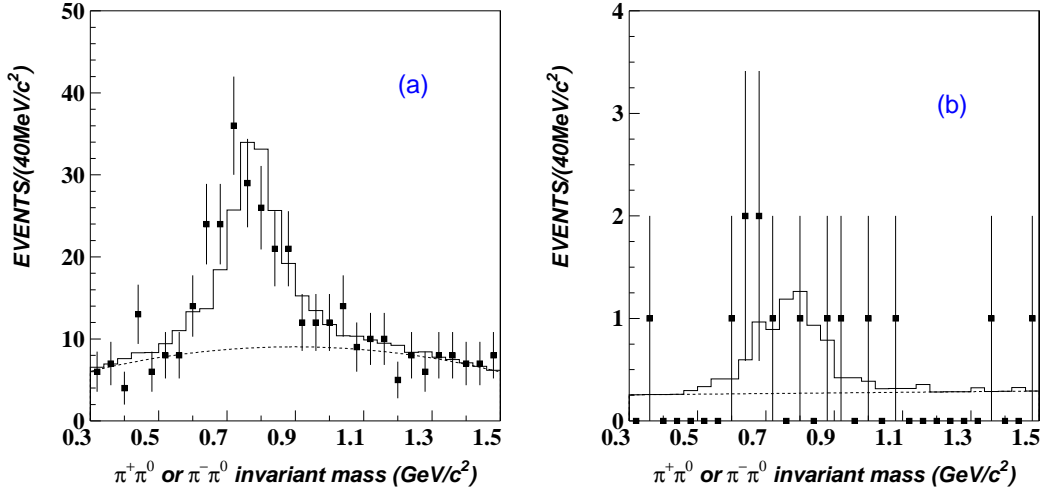 EVENTS/(40MeV/c²)
50
40
30
20
10
0
(a)
0.3 0.5 0.7 0.9 1.1 1.3 1.5
π⁺π⁰ or π⁻π⁰ invariant mass (GeV/c²)
EVENTS/(40MeV/c²)
4
3
2
1
0
(b)
0.3 0.5 0.7 0.9 1.1 1.3 1.5
π⁺π⁰ or π⁻π⁰ invariant mass (GeV/c²)